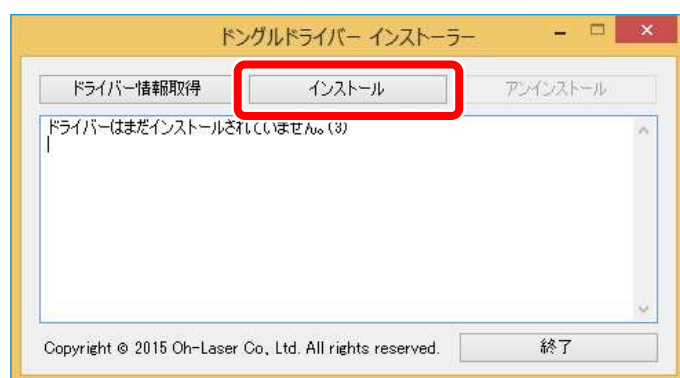 ドングルドライバー インストーラー
ドライバー情報取得
インストール
アンインストール
ドライバーはまだインストールされていません。(3)
Copyright © 2015 Oh-Laser Co, Ltd. All rights reserved.
終了